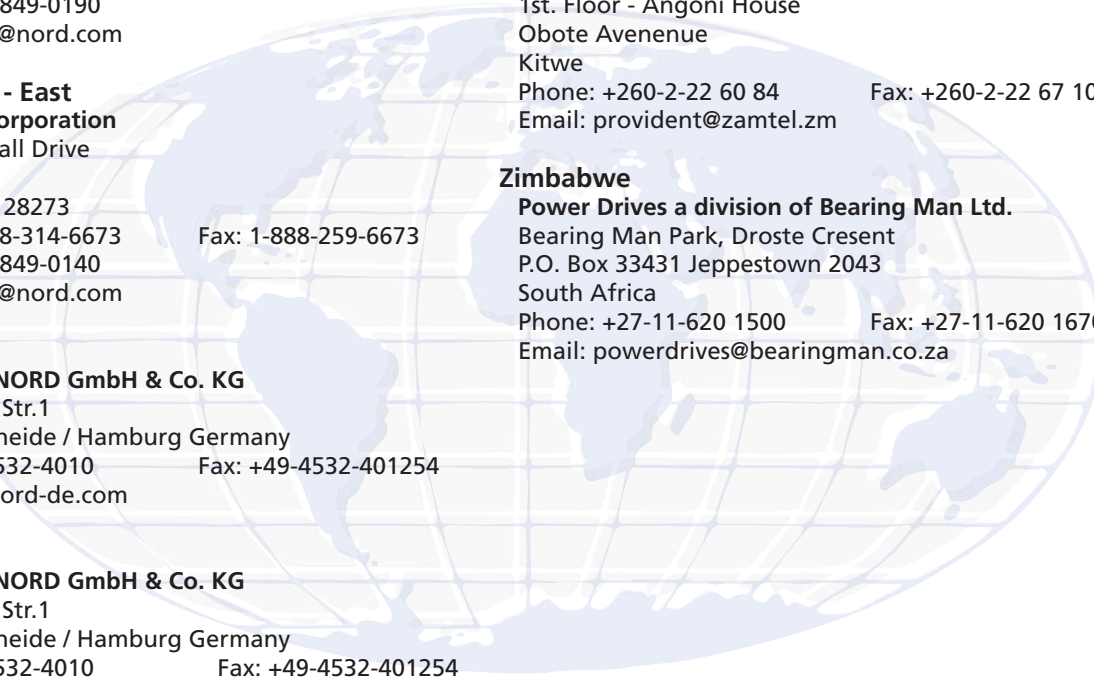 849-0190
@nord.com
- East
orporation
all Drive
28273
8-314-6673 Fax: 1-888-259-6673
849-0140
@nord.com
NORD GmbH & Co. KG
Str.1
neide / Hamburg Germany
532-4010 Fax: +49-4532-401254
ord-de.com
NORD GmbH & Co. KG
Str.1
neide / Hamburg Germany
532-4010 Fax: +49-4532-401254
1st. Floor - Angoni House
Obote Avenenue
Kitwe
Phone: +260-2-22 60 84 Fax: +260-2-22 67 10
Email: provident@zamtel.zm
Zimbabwe
Power Drives a division of Bearing Man Ltd.
Bearing Man Park, Droste Cresent
P.O. Box 33431 Jeppestown 2043
South Africa
Phone: +27-11-620 1500 Fax: +27-11-620 1670
Email: powerdrives@bearingman.co.za